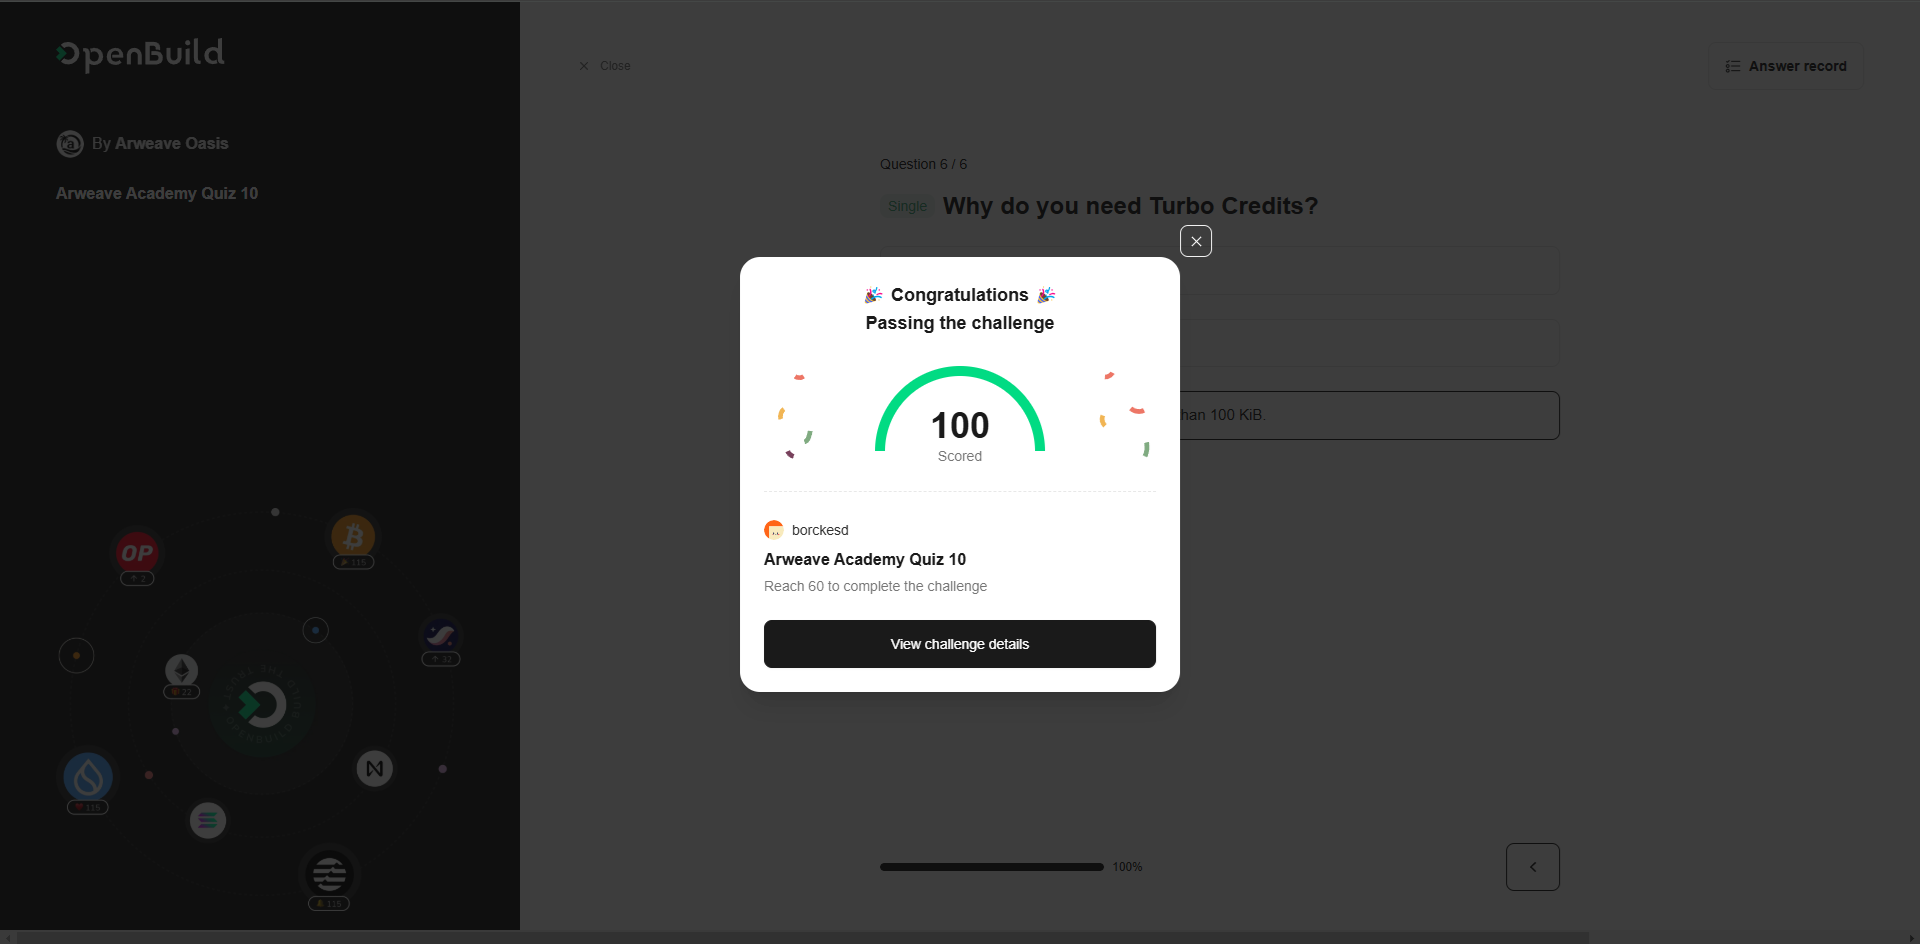 OpenBuild
By Arweave Oasis
Arweave Academy Quiz 10
Close
Answer record
Question 6 / 6
Single Why do you need Turbo Credits?
han 100 KiB.
Congratulations
Passing the challenge
100
Scored
borckesd
Arweave Academy Quiz 10
Reach 60 to complete the challenge
View challenge details
100%
OP
2
115
32
22
115
115